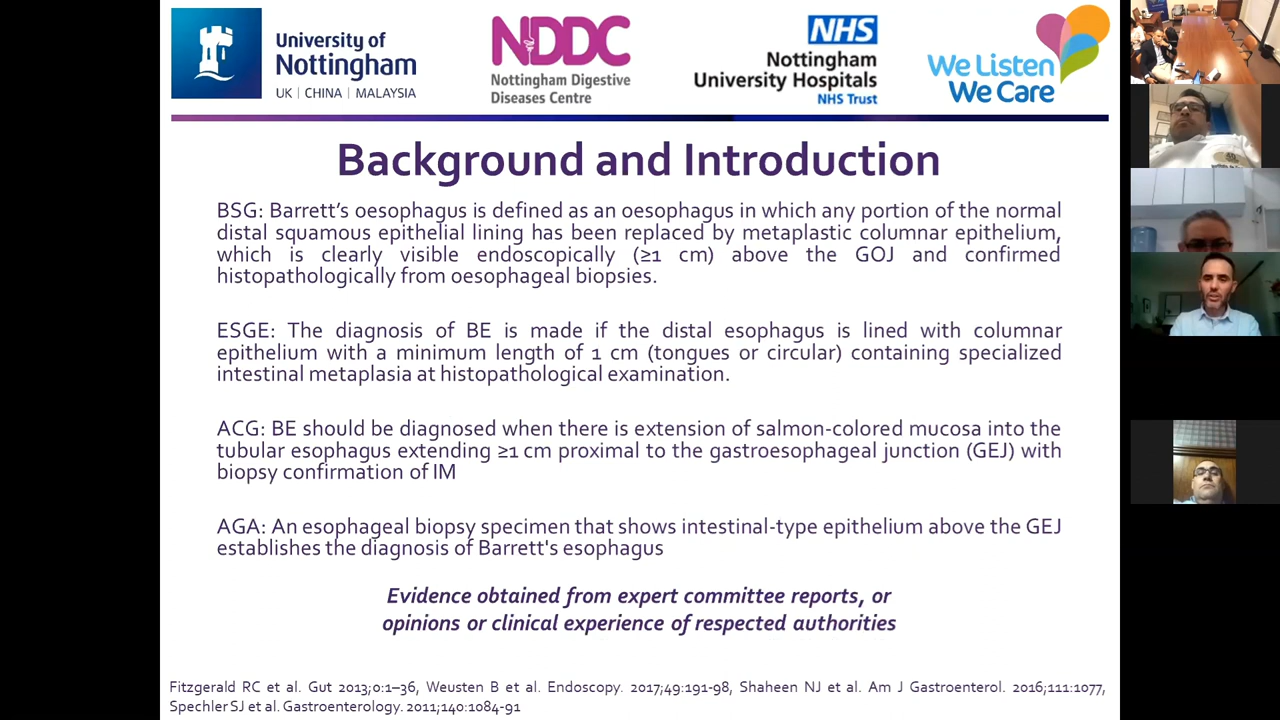 University of
Nottingham
UK | CHINA | MALAYSIA
NDDC
Nottingham Digestive
Diseases Centre
NHS
Nottingham
University Hospitals
NHS Trust
We Listen
We Care
Background and Introduction
BSG: Barrett’s oesophagus is defined as an oesophagus in which any portion of the normal
distal squamous epithelial lining has been replaced by metaplastic columnar epithelium,
which is clearly visible endoscopically (≥1 cm) above the GOJ and confirmed
histopathologically from oesophageal biopsies.
ESGE: The diagnosis of BE is made if the distal esophagus is lined with columnar
epithelium with a minimum length of 1 cm (tongues or circular) containing specialized
intestinal metaplasia at histopathological examination.
ACG: BE should be diagnosed when there is extension of salmon-colored mucosa into the
tubular esophagus extending ≥1 cm proximal to the gastroesophageal junction (GEJ) with
biopsy confirmation of IM
AGA: An esophageal biopsy specimen that shows intestinal-type epithelium above the GEJ
establishes the diagnosis of Barrett's esophagus
Evidence obtained from expert committee reports, or
opinions or clinical experience of respected authorities
Fitzgerald RC et al. Gut 2013;0:1–36, Weusten B et al. Endoscopy. 2017;49:191-98, Shaheen NJ et al. Am J Gastroenterol. 2016;111:1077,
Spechler SJ et al. Gastroenterology. 2011;140:1084-91